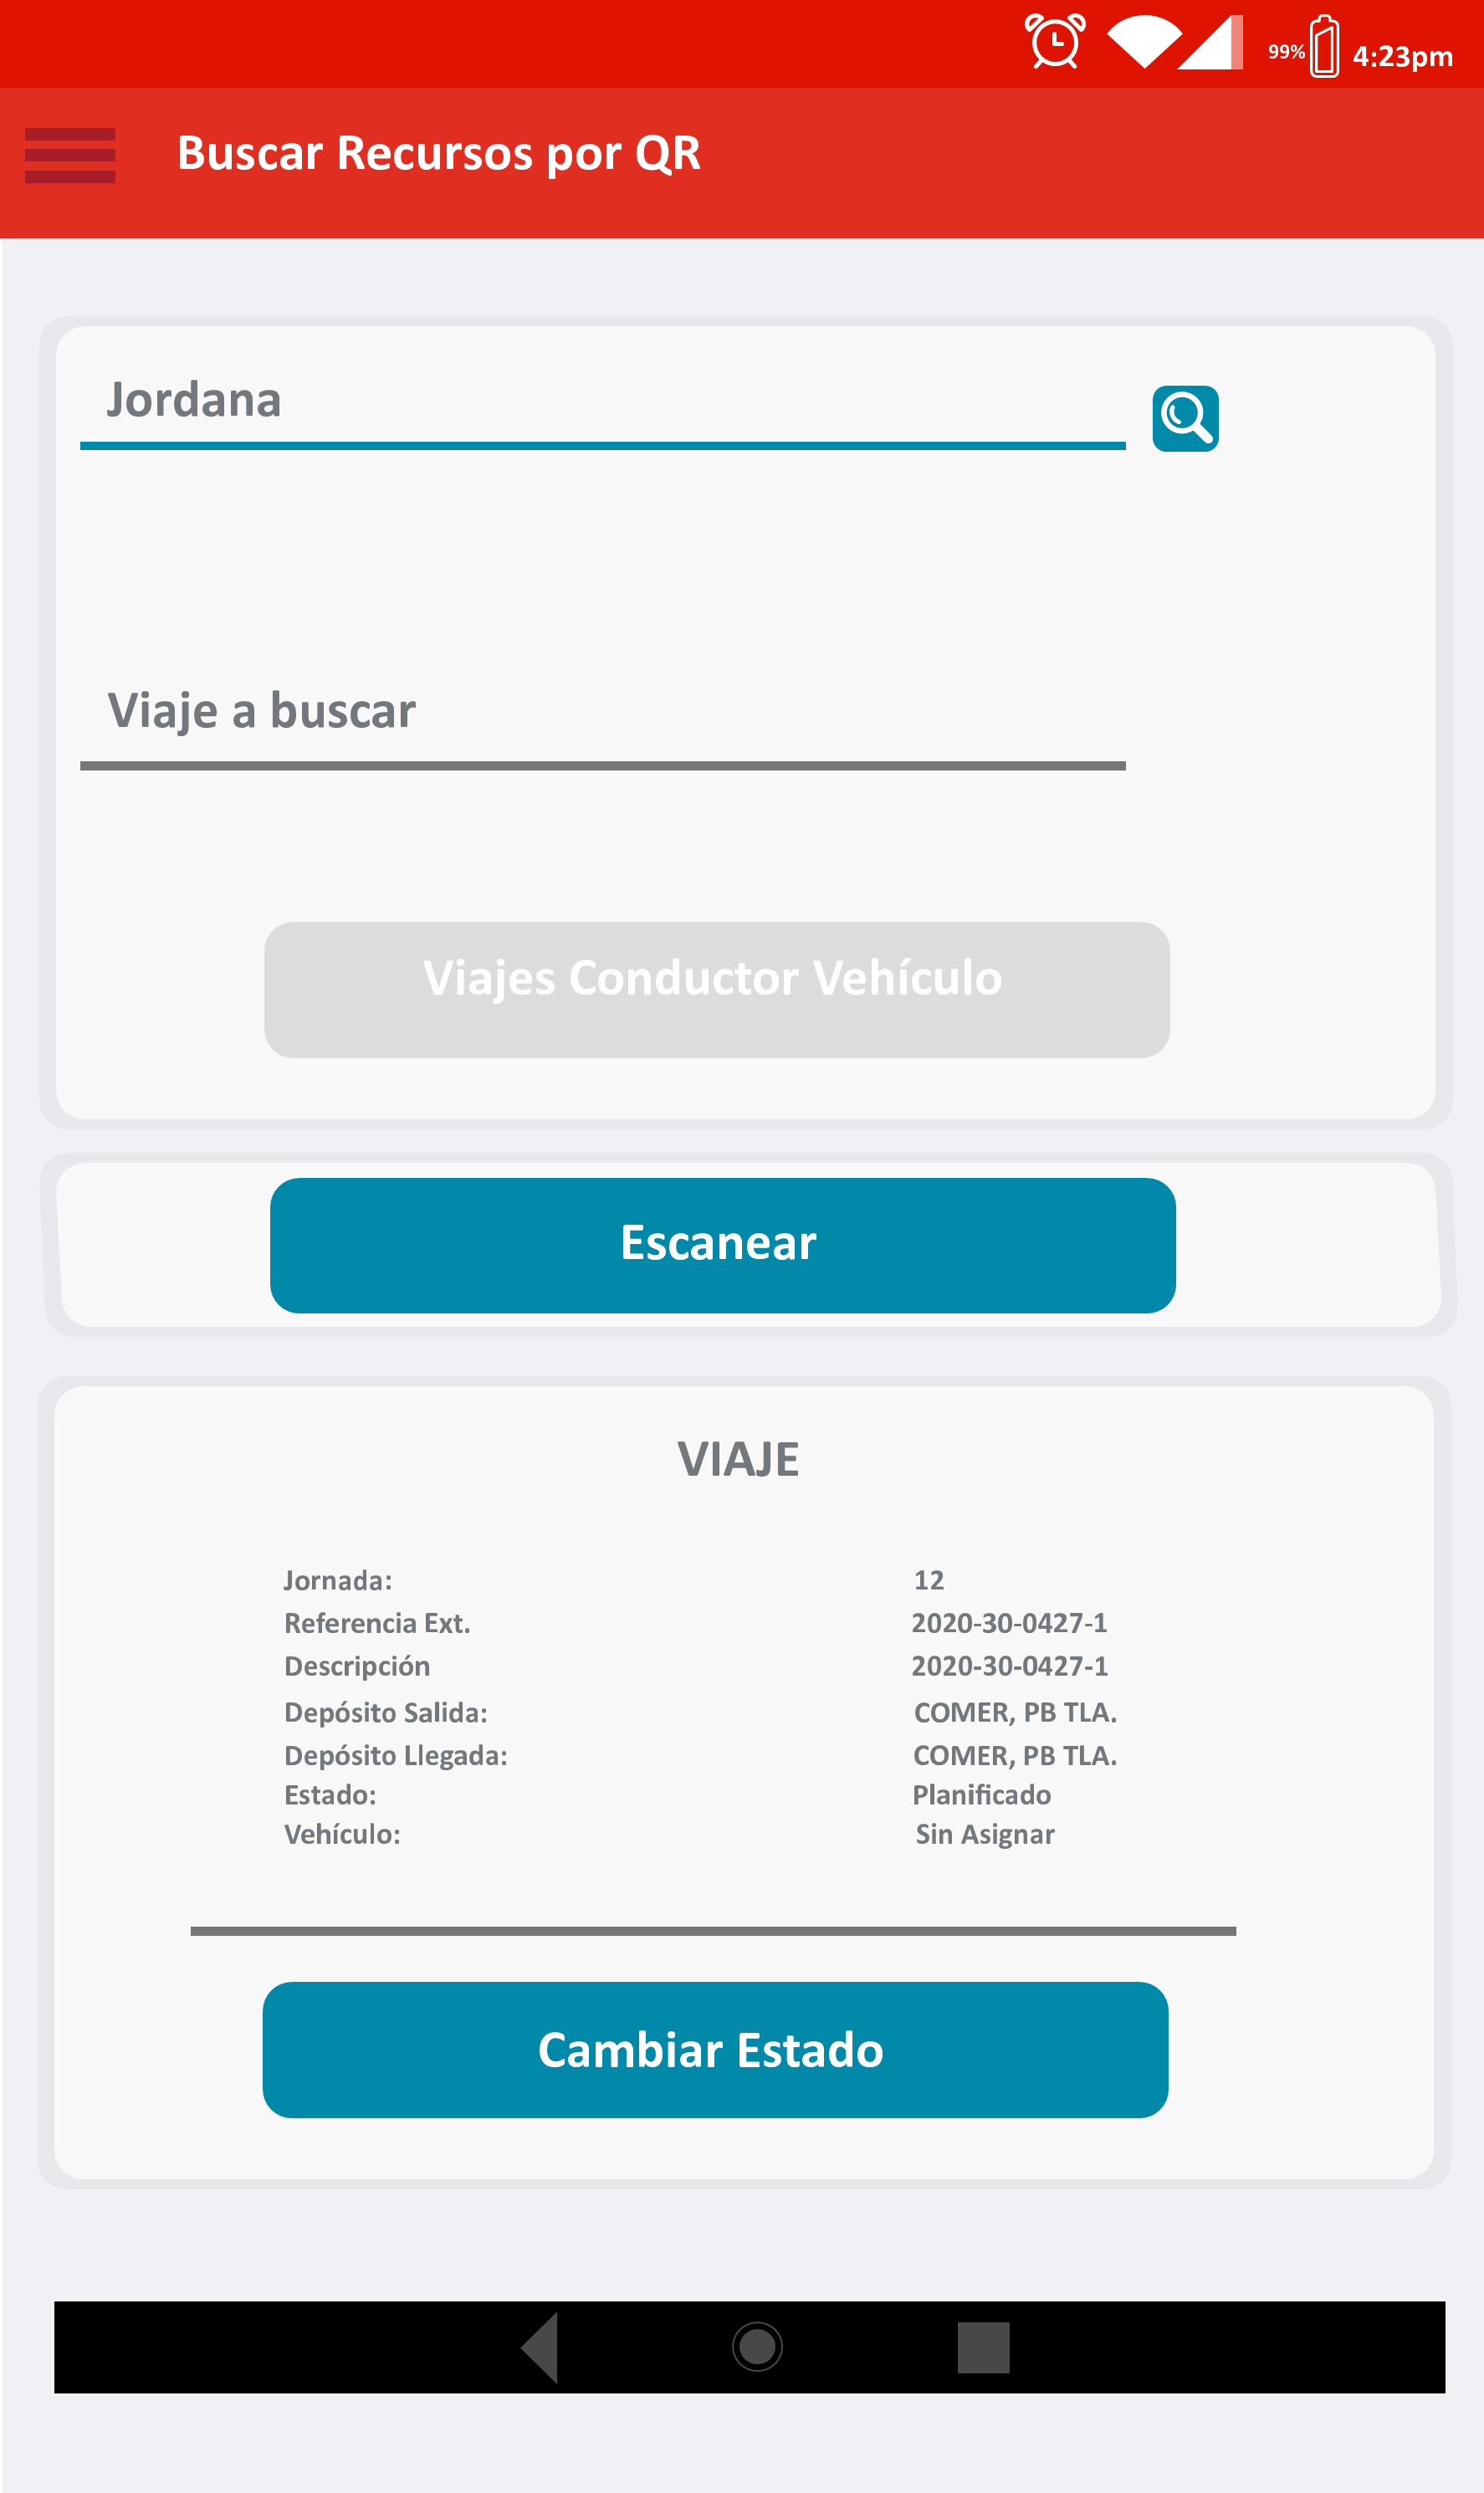 99% 4:23pm
Buscar Recursos por QR
Jordana
Viaje a buscar
Viajes Conductor Vehículo
Escanear
VIAJE
Jornada: 12
Referencia Ext. 2020-30-0427-1
Descripción 2020-30-0427-1
Depósito Salida: COMER, PB TLA.
Depósito Llegada: COMER, PB TLA.
Estado: Planificado
Vehículo: Sin Asignar
Cambiar Estado